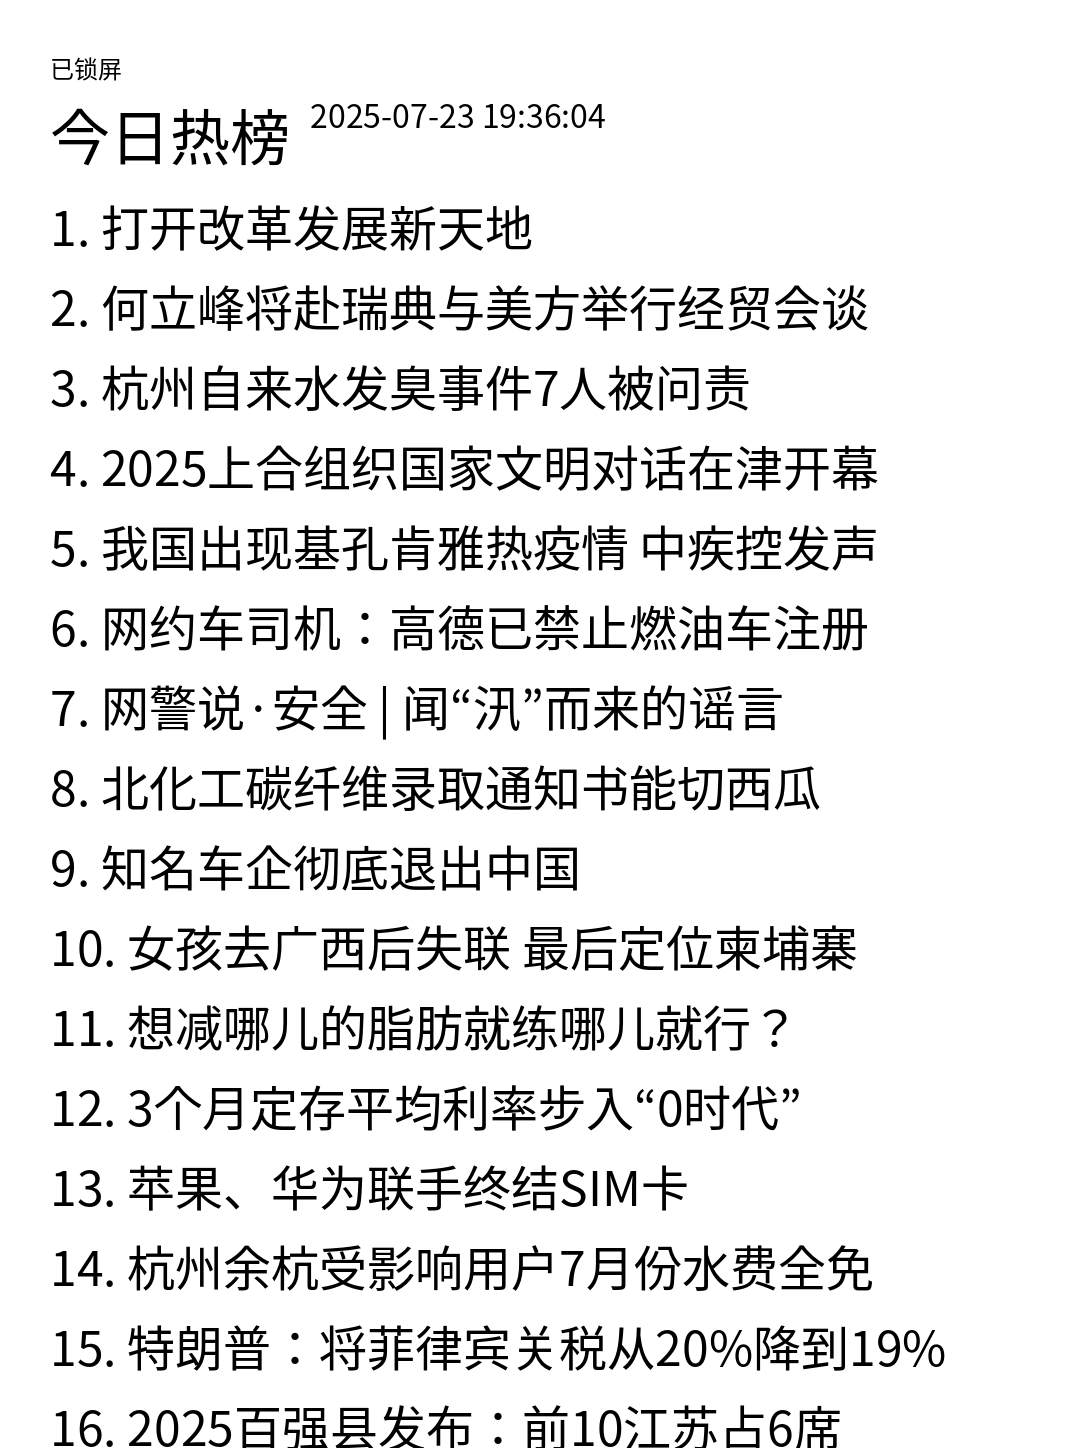 已锁屏
今日热榜 2025-07-23 19:36:04
1. 打开改革发展新天地
2. 何立峰将赴瑞典与美方举行经贸会谈
3. 杭州自来水发臭事件7人被问责
4. 2025上合组织国家文明对话在津开幕
5. 我国出现基孔肯雅热疫情 中疾控发声
6. 网约车司机：高德已禁止燃油车注册
7. 网警说·安全 | 闻“汛”而来的谣言
8. 北化工碳纤维录取通知书能切西瓜
9. 知名车企彻底退出中国
10. 女孩去广西后失联 最后定位柬埔寨
11. 想减哪儿的脂肪就练哪儿就行？
12. 3个月定存平均利率步入“0时代”
13. 苹果、华为联手终结SIM卡
14. 杭州余杭受影响用户7月份水费全免
15. 特朗普：将菲律宾关税从20%降到19%
16. 2025百强县发布：前10江苏占6席